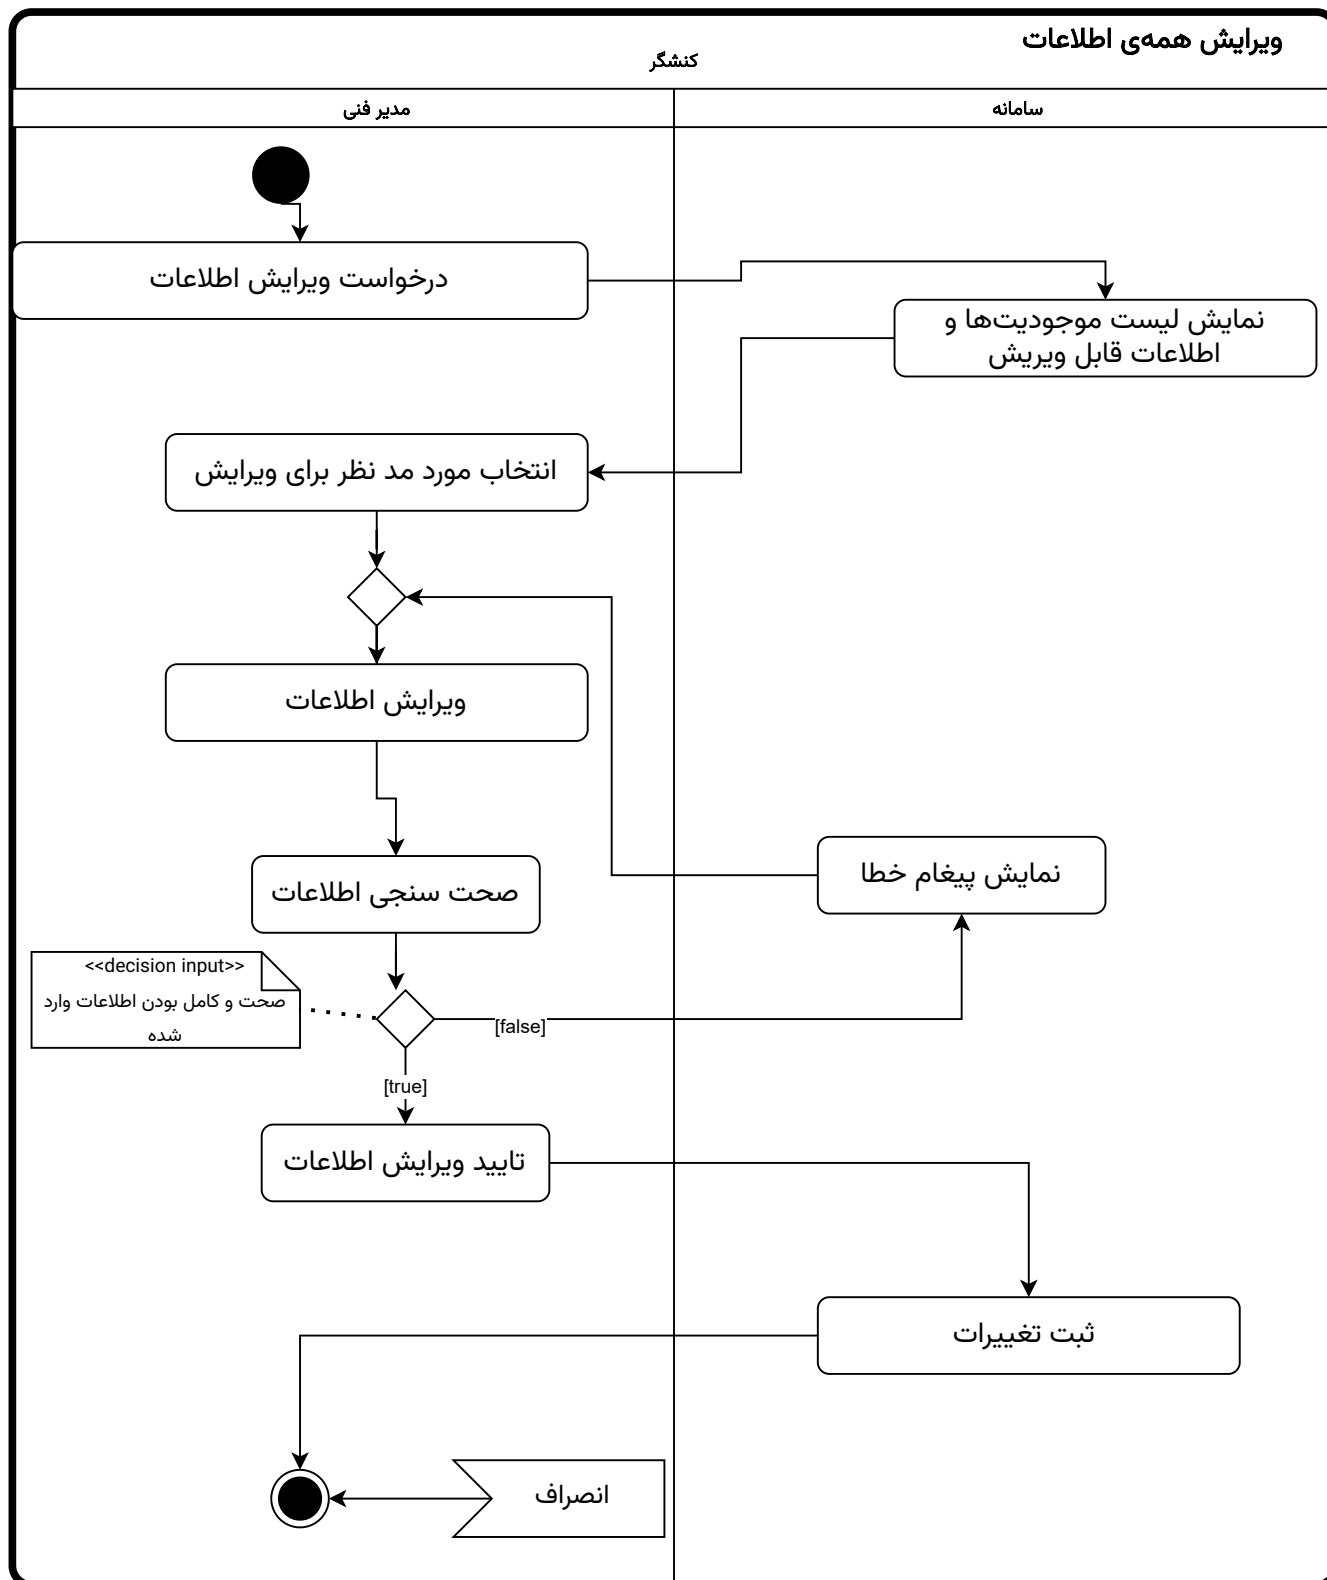 ویرایش همه‌ی اطلاعات
کنشگر
سامانه
مدیر فنی
درخواست ویرایش اطلاعات
نمایش لیست موجودیت‌ها و
اطلاعات قابل ویریش
انتخاب مورد مد نظر برای ویرایش
ویرایش اطلاعات
نمایش پیغام خطا
صحت سنجی اطلاعات
<<decision input>>
صحت و کامل بودن اطلاعات وارد
شده
[false]
[true]
تایید ویرایش اطلاعات
ثبت تغییرات
انصراف